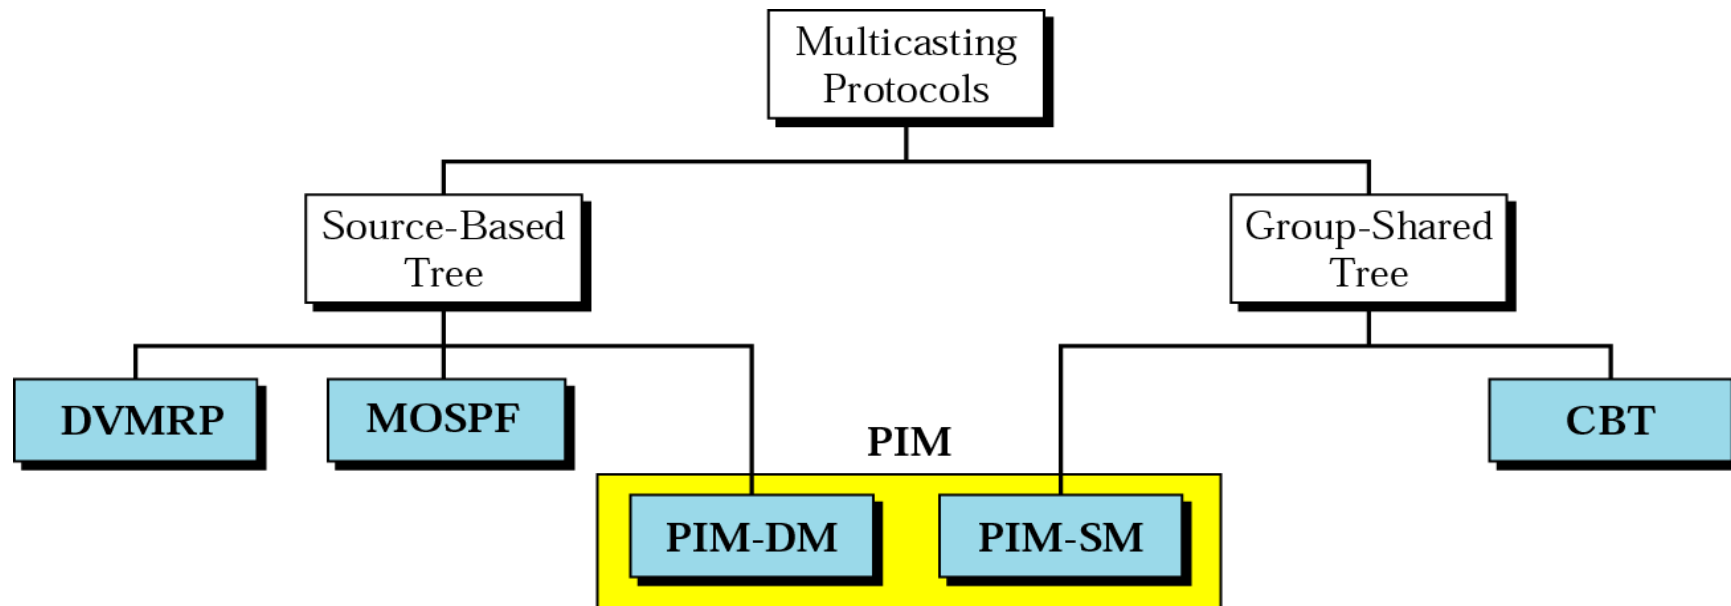 Multicasting
Protocols
Source-Based
Tree
Group-Shared
Tree
DVMRP
MOSPF
CBT
PIM
PIM-DM
PIM-SM